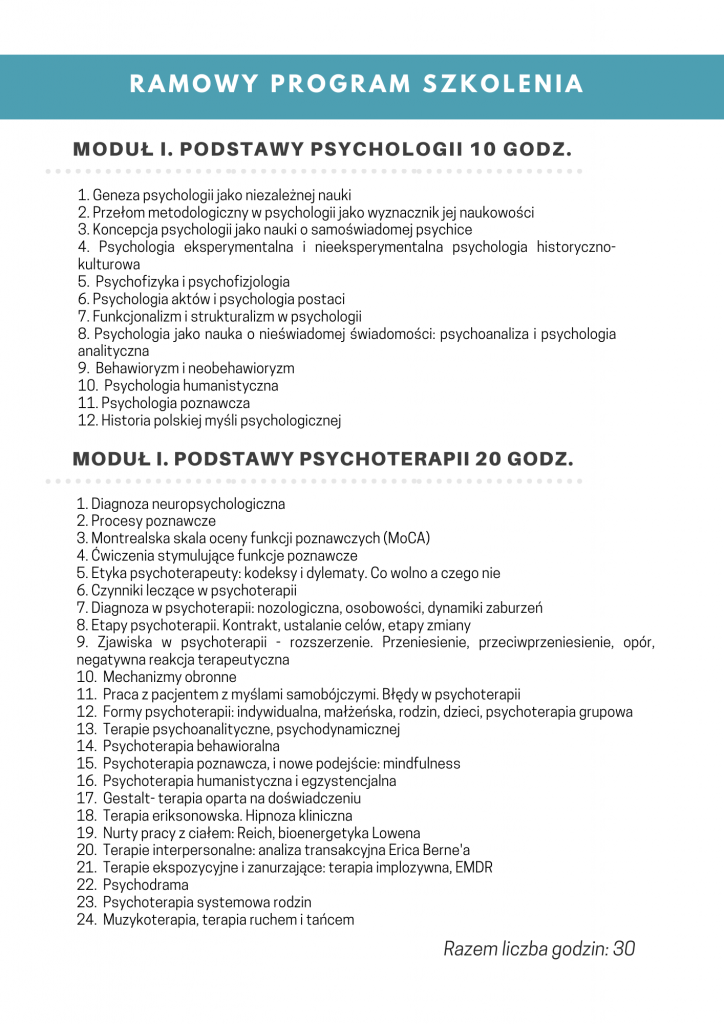 RAMOWY PROGRAM SZKOLENIA
MODUŁ I. PODSTAWY PSYCHOLOGII 10 GODZ.
1. Geneza psychologii jako niezależnej nauki
2. Przełom metodologiczny w psychologii jako wyznacznik jej naukowości
3. Koncepcja psychologii jako nauki o samoświadomej psychice
4. Psychologia eksperymentalna i nieeksperymentalna psychologia historyczno-
kulturowa
5. Psychofizyka i psychofizjologia
6. Psychologia aktów i psychologia postaci
7. Funkcjonalizm i strukturalizm w psychologii
8. Psychologia jako nauka o nieświadomej świadomości: psychoanaliza i psychologia
analityczna
9. Behawioryzm i neobehawioryzm
10. Psychologia humanistyczna
11. Psychologia poznawcza
12. Historia polskiej myśli psychologicznej
MODUŁ I. PODSTAWY PSYCHOTERAPII 20 GODZ.
1. Diagnoza neuropsychologiczna
2. Procesy poznawcze
3. Montrealska skala oceny funkcji poznawczych (MoCA)
4. Ćwiczenia stymulujące funkcje poznawcze
5. Etyka psychoterapeuty: kodeksy i dylematy. Co wolno a czego nie
6. Czynniki leczące w psychoterapii
7. Diagnoza w psychoterapii: nozologiczna, osobowości, dynamiki zaburzeń
8. Etapy psychoterapii. Kontrakt, ustalanie celów, etapy zmiany
9. Zjawiska w psychoterapii - rozszerzenie. Przeniesienie, przeciwprzeniesienie, opór,
negatywna reakcja terapeutyczna
10. Mechanizmy obronne
11. Praca z pacjentem z myślami samobójczymi. Błędy w psychoterapii
12. Formy psychoterapii: indywidualna, małżeńska, rodzin, dzieci, psychoterapia grupowa
13. Terapie psychoanalityczne, psychodynamicznej
14. Psychoterapia behawioralna
15. Psychoterapia poznawcza, i nowe podejście: mindfulness
16. Psychoterapia humanistyczna i egzystencjalna
17. Gestalt- terapia oparta na doświadczeniu
18. Terapia eriksonowska. Hipnoza kliniczna
19. Nurty pracy z ciałem: Reich, bioenergetyka Lowena
20. Terapie interpersonalne: analiza transakcyjna Erica Berne'a
21. Terapie ekspozycyjne i zanurzające: terapia implozywna, EMDR
22. Psychodrama
23. Psychoterapia systemowa rodzin
24. Muzykoterapia, terapia ruchem i tańcem
Razem liczba godzin: 30